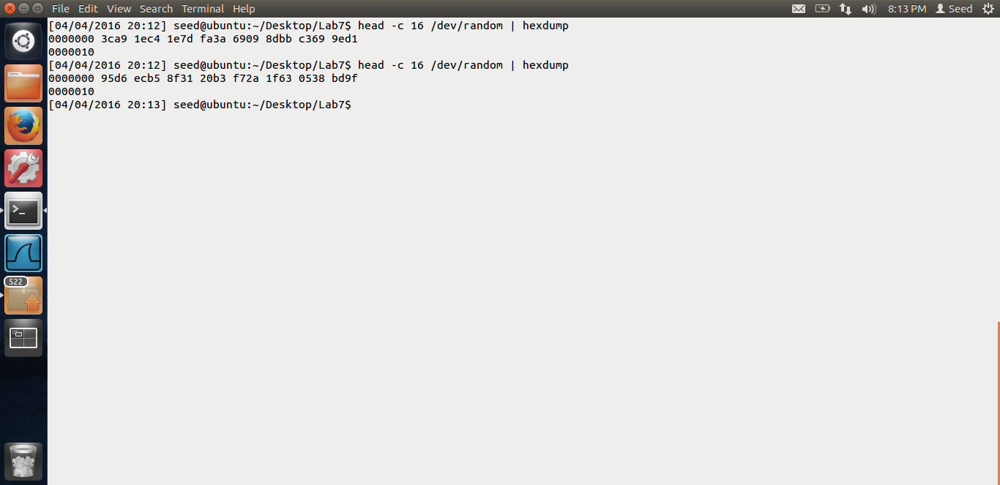 File Edit View Search Terminal Help 8:13 PM Seed
[04/04/2016 20:12] seed@ubuntu:~/Desktop/Lab7$ head -c 16 /dev/random | hexdump
0000000 3ca9 1ec4 1e7d fa3a 6909 8dbb c369 9ed1
0000010
[04/04/2016 20:12] seed@ubuntu:~/Desktop/Lab7$ head -c 16 /dev/random | hexdump
0000000 95d6 ecb5 8f31 20b3 f72a 1f63 0538 bd9f
0000010
[04/04/2016 20:13] seed@ubuntu:~/Desktop/Lab7$
522